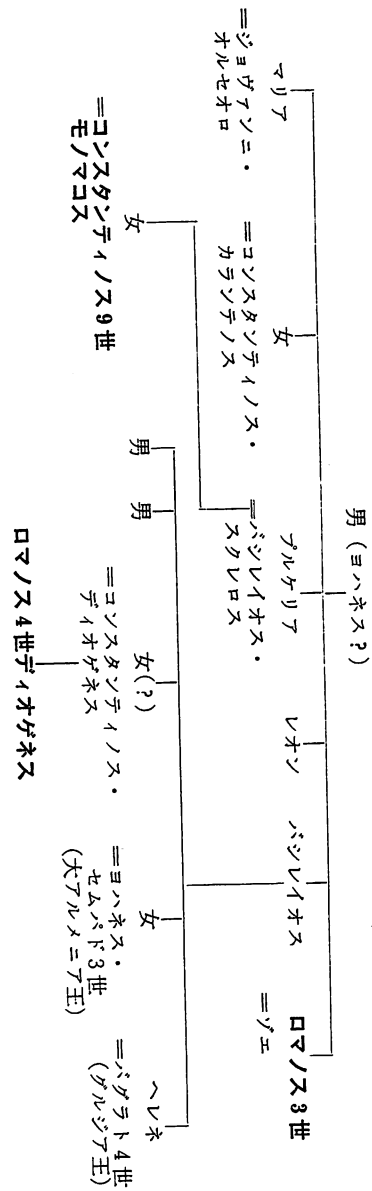 男（ヨハネス？）
マリア
＝ジョヴァンニ・
オルセオロ
女
＝コンスタンティノス・
カランテノス
プルケリア
＝バシレイオス・
スクレロス
レオン
バシレイオス
ロマノス3世
＝ゾエ
女
＝コンスタンティノス9世
モノマコス
男
男
女(？)
＝コンスタンティノス・
ディオゲネス
ロマノス4世ディオゲネス
女
＝ヨハネス・
セムパド3世
(大アルメニア王)
ヘレネ
＝バグラト4世
(グルジア王)